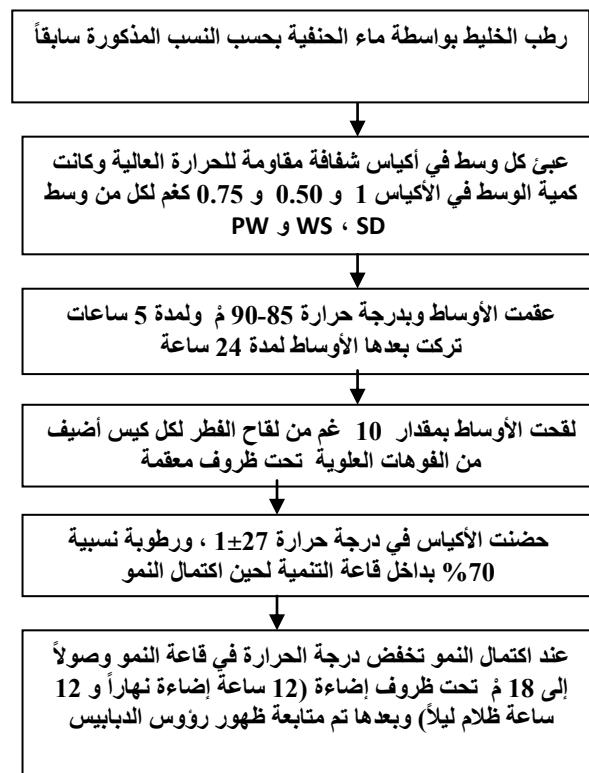 رطب الخليط بواسطة ماء الحنفية بحسب النسب المذكورة سابقاً
عبئ كل وسط في أكياس شفافة مقاومة للحرارة العالية وكانت
كمية الوسط في الأكياس 1 و 0.50 و 0.75 كغم لكل من وسط
SD ، WS و PW
عقمت الأوساط وبدرجة حرارة 85-90 مْ ولمدة 5 ساعات
تركت بعدها الأوساط لمدة 24 ساعة
لقحت الأوساط بمقدار 10 غم من لقاح الفطر لكل كيس أضيف
من الفوهات العلوية تحت ظروف معقمة
حضنت الأكياس في درجة حرارة 27±1 ، ورطوبة نسبية
70% بداخل قاعة التنمية لحين اكتمال النمو
عند اكتمال النمو تخفض درجة الحرارة في قاعة النمو وصولاً
إلى 18 مْ تحت ظروف إضاءة (12 ساعة إضاءة نهاراً و 12
ساعة ظلام ليلاً) وبعدها تم متابعة ظهور رؤوس الدبابيس